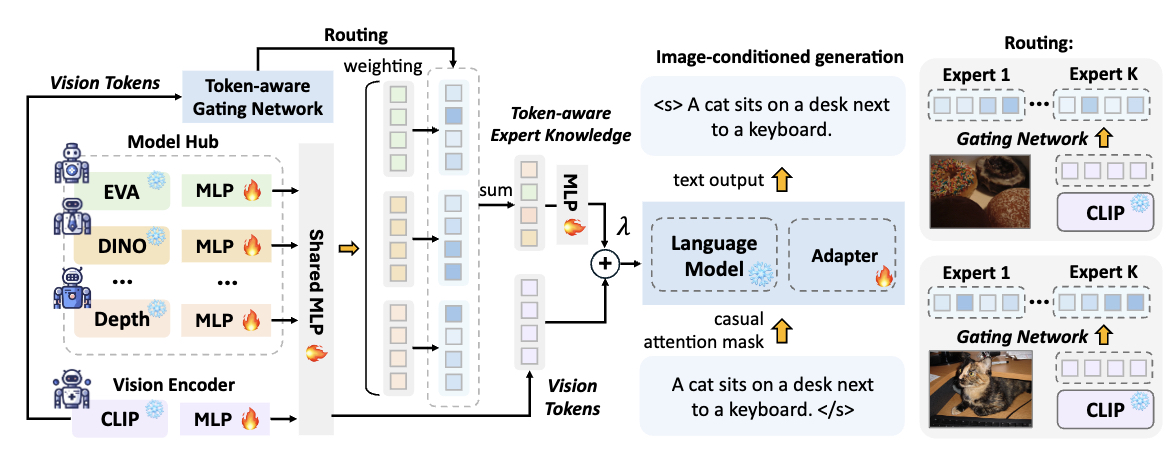 Routing
Vision Tokens
Token-aware
Gating Network
weighting
Model Hub
EVA
MLP
DINO
MLP
...
...
Depth
MLP
Shared MLP
Vision Encoder
CLIP
MLP
sum
Token-aware
Expert Knowledge
MLP
λ
+
Vision
Tokens
Image-conditioned generation
<s> A cat sits on a desk next
to a keyboard.
text output
Language
Model
Adapter
casual
attention mask
A cat sits on a desk next
to a keyboard. </s>
Routing:
Expert 1
Expert K
...
Gating Network
CLIP
Expert 1
Expert K
...
Gating Network
CLIP